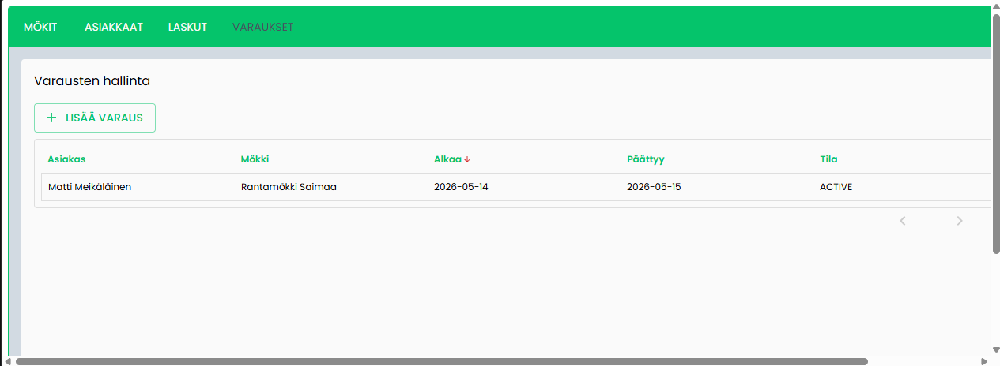 MÖKIT ASIAKKAAT LASKUT VARAUKSET
Varausten hallinta
+ LISÄÄ VARAUS
Asiakas Mökki Alkaa Päättyy Tila
Matti Meikäläinen Rantamökki Saimaa 2026-05-14 2026-05-15 ACTIVE